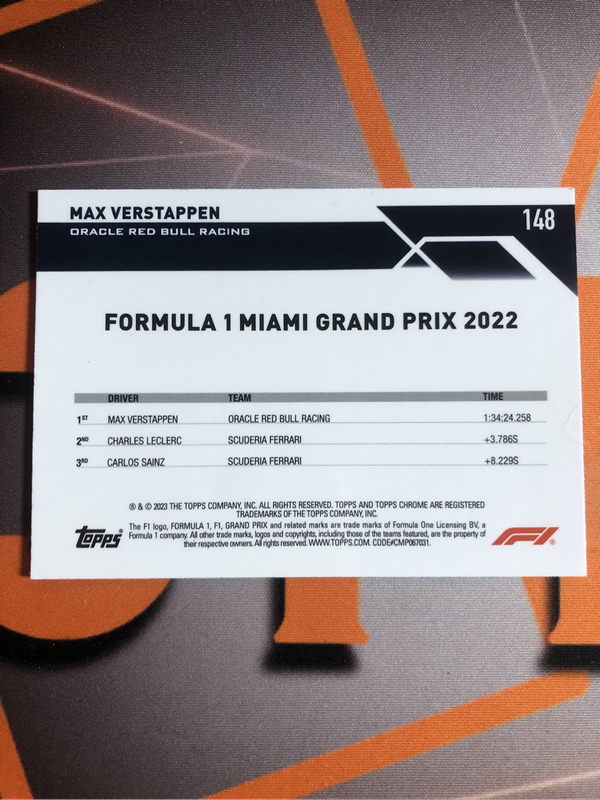 MAX VERSTAPPEN
ORACLE RED BULL RACING
148
FORMULA 1 MIAMI GRAND PRIX 2022
DRIVER TEAM TIME
1ST MAX VERSTAPPEN ORACLE RED BULL RACING 1:34:24.258
2ND CHARLES LECLERC SCUDERIA FERRARI +3.786S
3RD CARLOS SAINZ SCUDERIA FERRARI +8.229S
® & © 2023 THE TOPPS COMPANY, INC. ALL RIGHTS RESERVED. TOPPS AND TOPPS CHROME ARE REGISTERED
TRADEMARKS OF THE TOPPS COMPANY, INC.
The F1 logo, FORMULA 1, F1, GRAND PRIX and related marks are trade marks of Formula One Licensing BV, a
Formula 1 company. All other trade marks, logos and copyrights, including those of the teams featured, are the property of
their respective owners. All rights reserved. WWW.TOPPS.COM. CODE#CMP067031.
Topps®
F1®